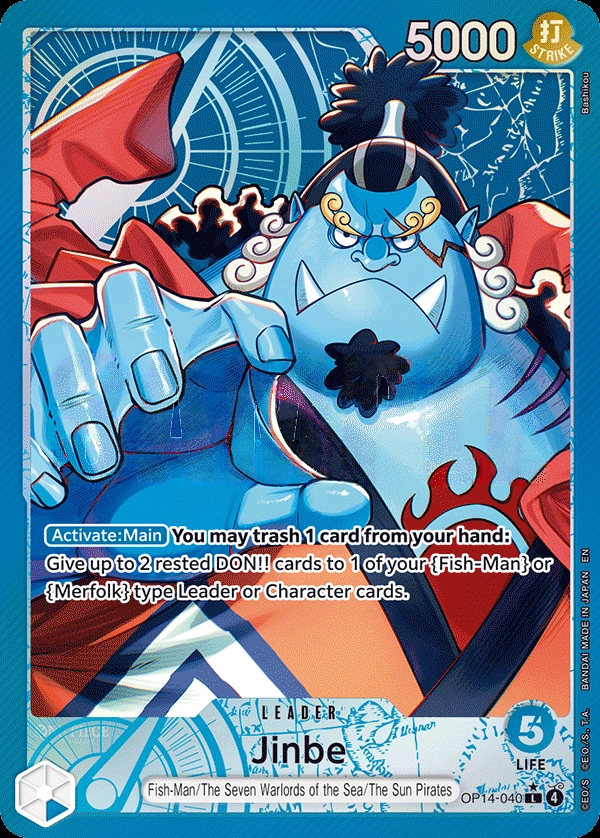 5000
打
STRIKE
Bashikou
Activate:Main You may trash 1 card from your hand:
Give up to 2 rested DON!! cards to 1 of your {Fish-Man} or
{Merfolk} type Leader or Character cards.
LEADER
Jinbe
Fish-Man/The Seven Warlords of the Sea/The Sun Pirates
5
LIFE
OP14-040 L 4
©E.O/S ©E.O./S., T.A. BANDAI MADE IN JAPAN EN